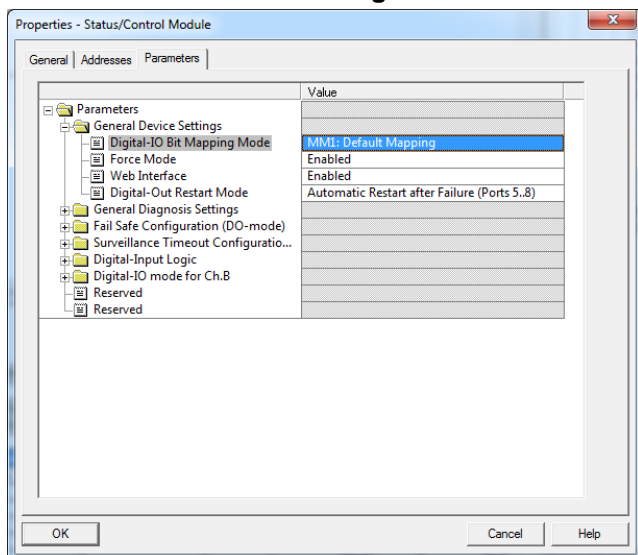 Properties - Status/Control Module
General Addresses Parameters
Value
Parameters
General Device Settings
Digital-IO Bit Mapping Mode MM1: Default Mapping
Force Mode Enabled
Web Interface Enabled
Digital-Out Restart Mode Automatic Restart after Failure (Ports 5..8)
General Diagnosis Settings
Fail Safe Configuration (DO-mode)
Surveillance Timeout Configuratio...
Digital-Input Logic
Digital-IO mode for Ch.B
Reserved
Reserved
OK Cancel Help